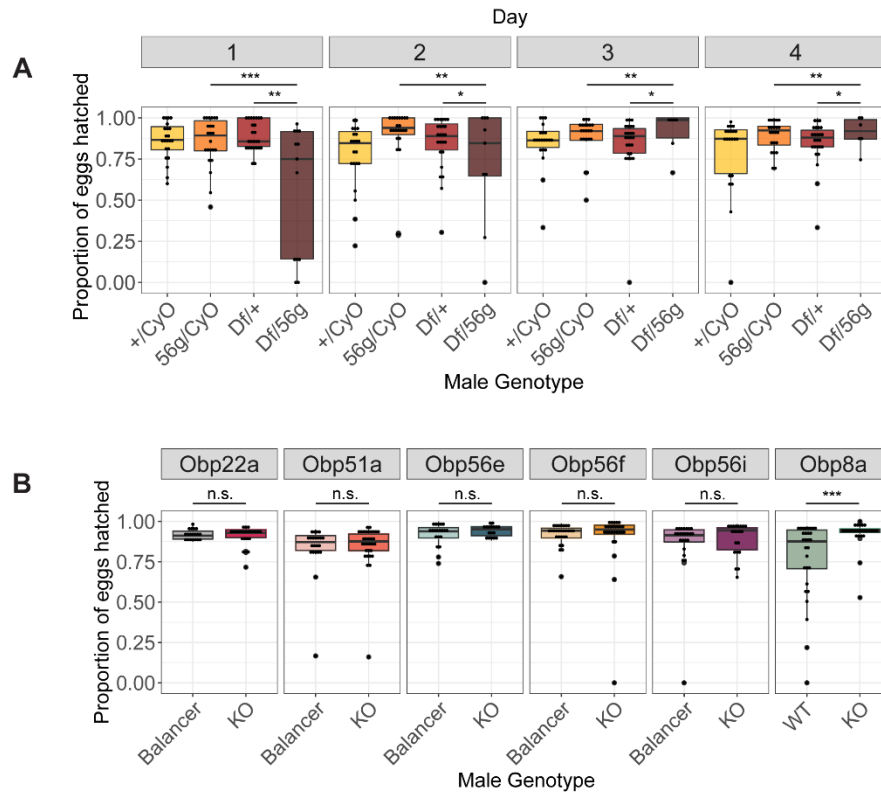 Day
A
1 2 3 4
*** ** ** **
** * * *
Proportion of eggs hatched
1.00
0.75
0.50
0.25
0.00
+/CyO 56g/CyO Df/+ Df/56g +/CyO 56g/CyO Df/+ Df/56g +/CyO 56g/CyO Df/+ Df/56g +/CyO 56g/CyO Df/+ Df/56g
Male Genotype
B
Obp22a Obp51a Obp56e Obp56f Obp56i Obp8a
n.s. n.s. n.s. n.s. n.s. ***
Proportion of eggs hatched
1.00
0.75
0.50
0.25
0.00
Balancer KO Balancer KO Balancer KO Balancer KO Balancer KO WT KO
Male Genotype